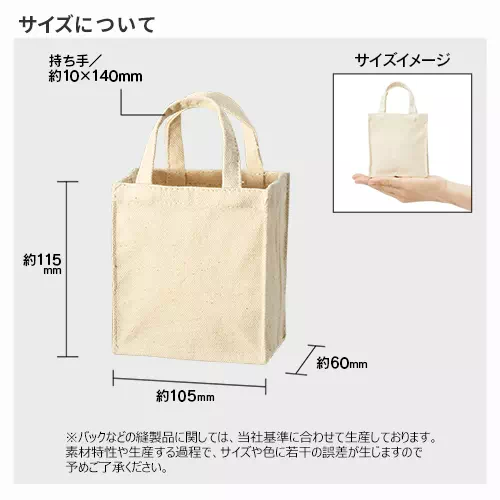 サイズについて
持ち手／
約10×140mm
サイズイメージ
約115
mm
約60mm
約105mm
※バックなどの縫製品に関しては、当社基準に合わせて生産しております。
素材特性や生産する過程で、サイズや色に若干の誤差が生じますので
予めご了承ください。